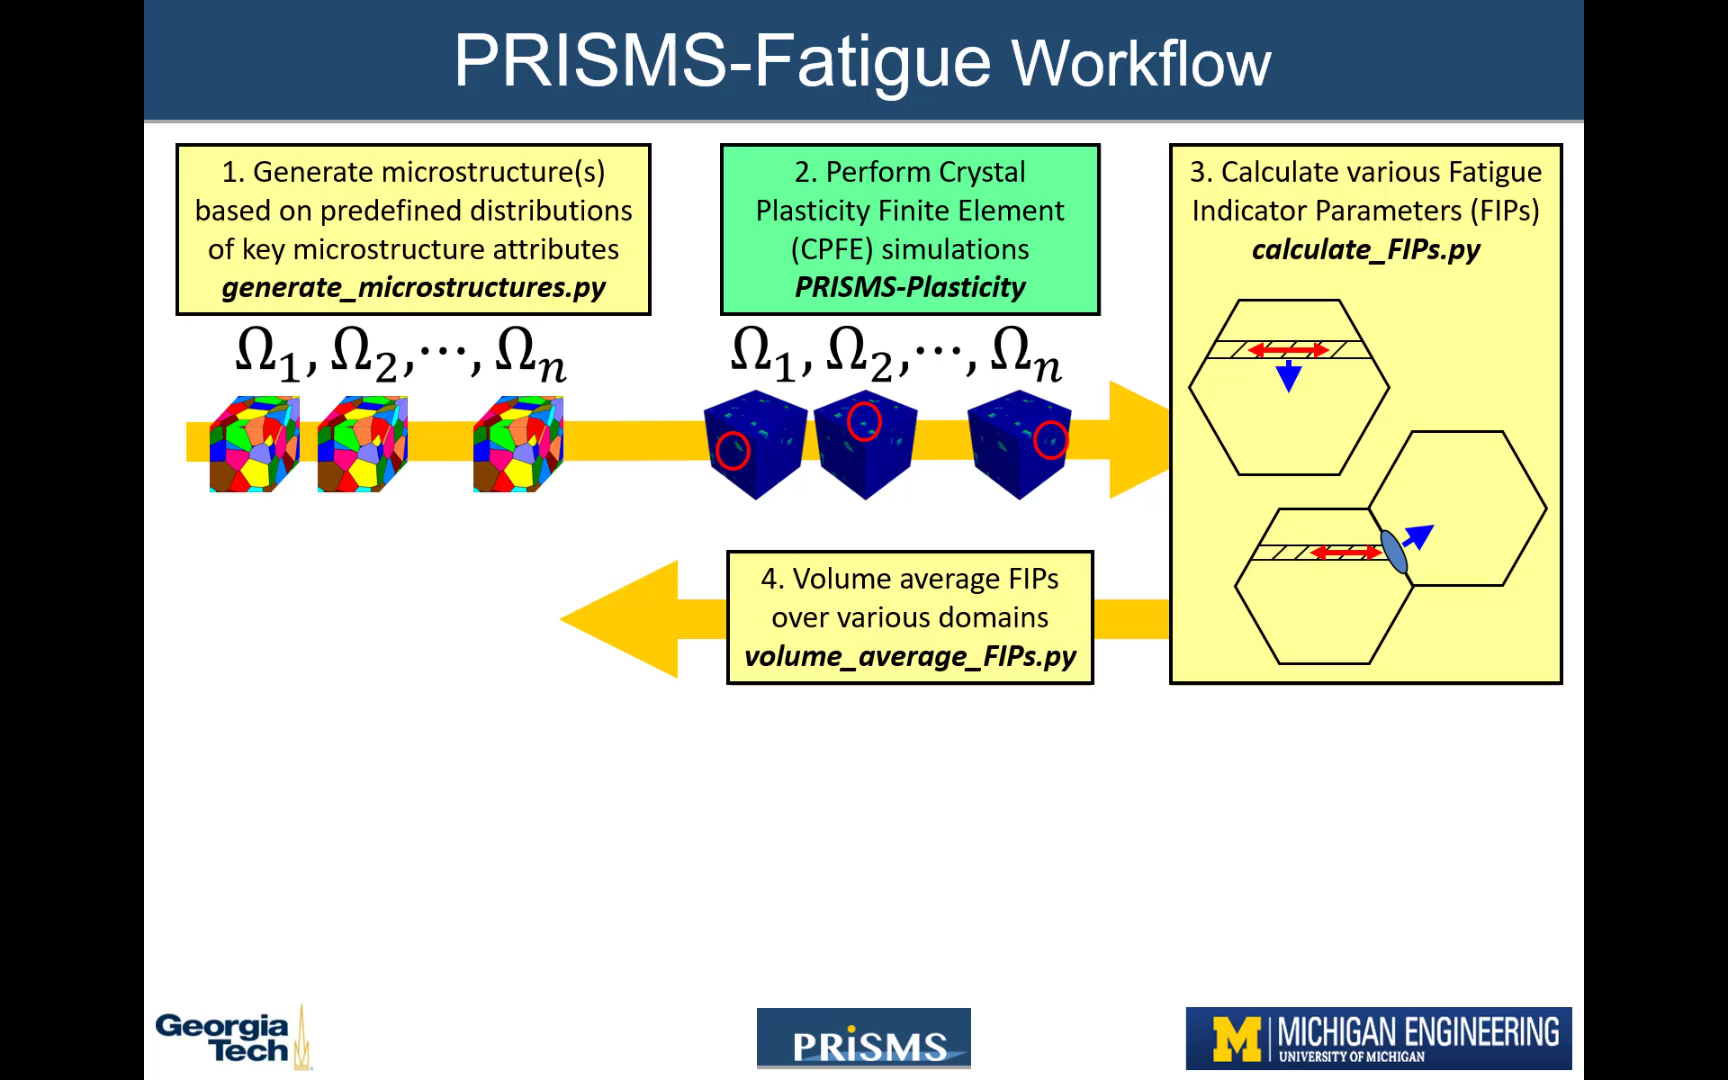 PRISMS-Fatigue Workflow
1. Generate microstructure(s)
based on predefined distributions
of key microstructure attributes
generate_microstructures.py
Ω1, Ω2,⋯, Ωn
2. Perform Crystal
Plasticity Finite Element
(CPFE) simulations
PRISMS-Plasticity
Ω1, Ω2,⋯, Ωn
3. Calculate various Fatigue
Indicator Parameters (FIPs)
calculate_FIPs.py
4. Volume average FIPs
over various domains
volume_average_FIPs.py
Georgia
Tech
PRiSMS
M
MICHIGAN ENGINEERING
UNIVERSITY OF MICHIGAN